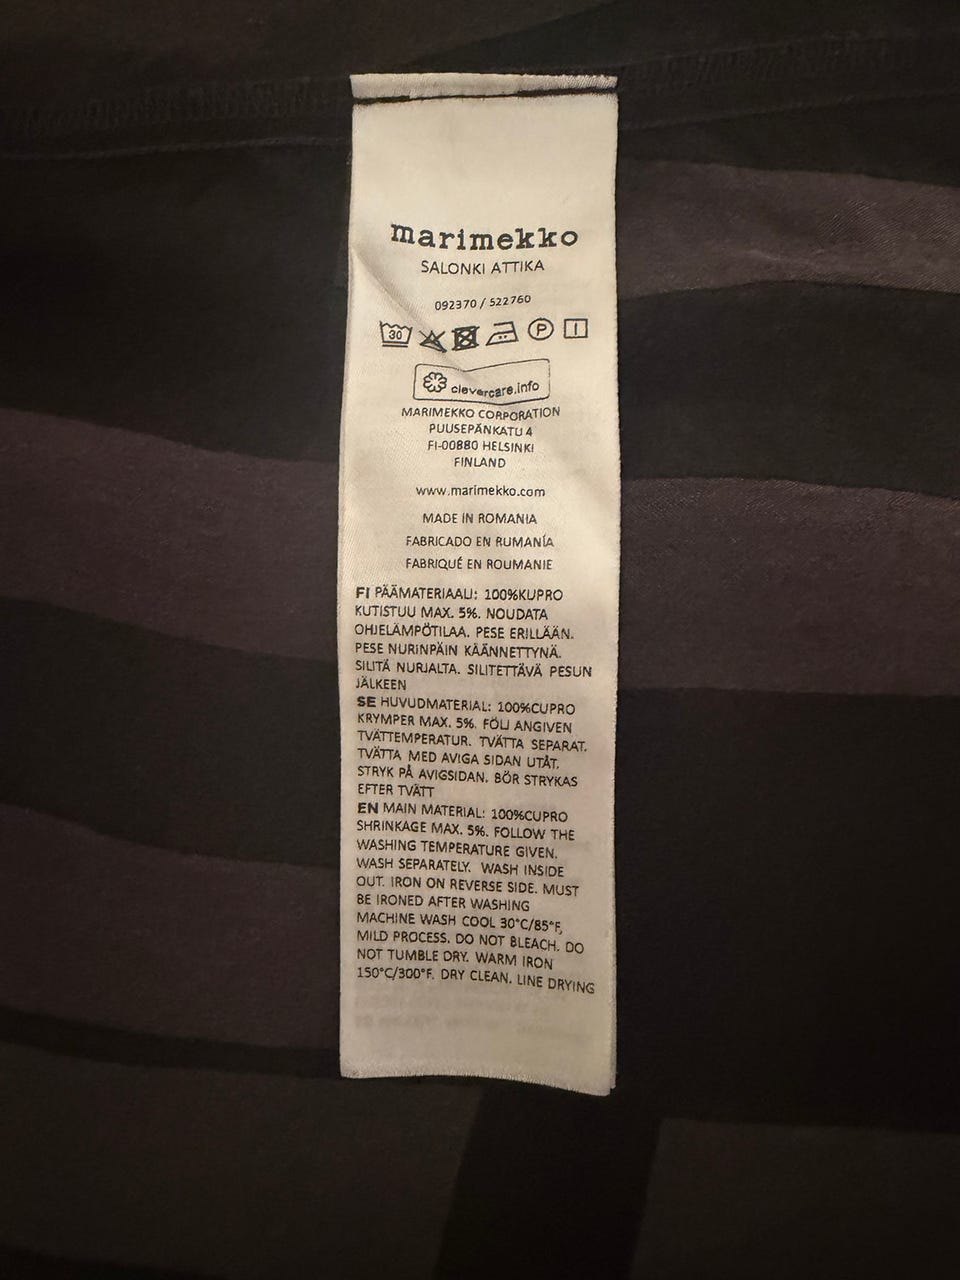 marimekko
SALONKI ATTIKA
092370 / 522760
30 P
clevercare.info
MARIMEKKO CORPORATION
PUUSEPÄNKATU 4
FI-00880 HELSINKI
FINLAND
www.marimekko.com
MADE IN ROMANIA
FABRICADO EN RUMANÍA
FABRIQUÉ EN ROUMANIE
FI PÄÄMATERIAALI: 100%KUPRO
KUTISTUU MAX. 5%. NOUDATA
OHJELÄMPÖTILAA. PESE ERILLÄÄN.
PESE NURINPÄIN KÄÄNNETTYNÄ.
SILITÄ NURJALTA. SILITETTÄVÄ PESUN
JÄLKEEN
SE HUVUDMATERIAL: 100%CUPRO
KRYMPER MAX. 5%. FÖLJ ANGIVEN
TVÄTTEMPERATUR. TVÄTTA SEPARAT.
TVÄTTA MED AVIGA SIDAN UTÅT.
STRYK PÅ AVIGSIDAN. BÖR STRYKAS
EFTER TVÄTT
EN MAIN MATERIAL: 100%CUPRO
SHRINKAGE MAX. 5%. FOLLOW THE
WASHING TEMPERATURE GIVEN.
WASH SEPARATELY. WASH INSIDE
OUT. IRON ON REVERSE SIDE. MUST
BE IRONED AFTER WASHING
MACHINE WASH COOL 30°C/85°F,
MILD PROCESS. DO NOT BLEACH. DO
NOT TUMBLE DRY. WARM IRON
150°C/300°F. DRY CLEAN. LINE DRYING